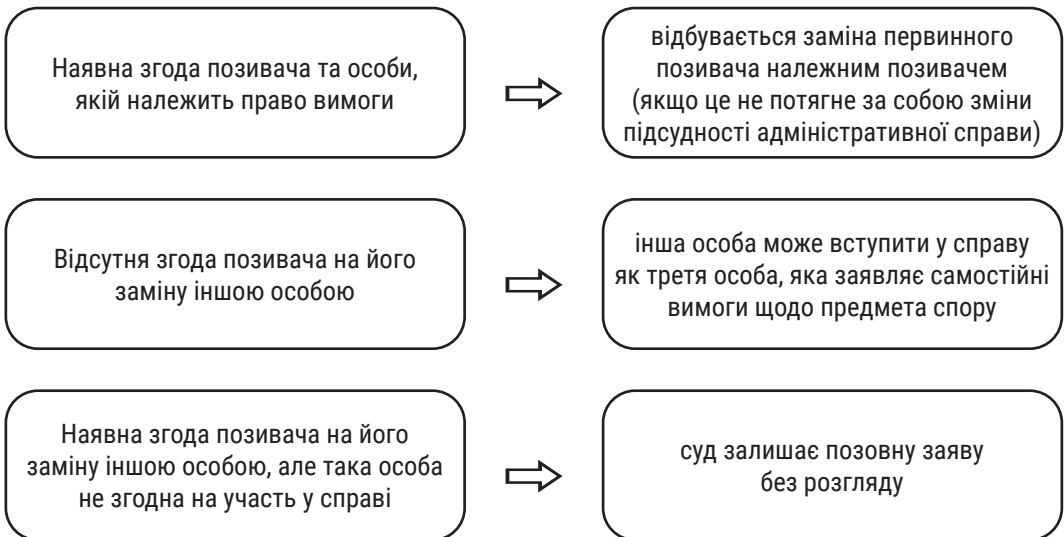 Наявна згода позивача та особи,
якій належить право вимоги
відбувається заміна первинного
позивача належним позивачем
(якщо це не потягне за собою зміни
підсудності адміністративної справи)
Відсутня згода позивача на його
заміну іншою особою
інша особа може вступити у справу
як третя особа, яка заявляє самостійні
вимоги щодо предмета спору
Наявна згода позивача на його
заміну іншою особою, але така особа
не згодна на участь у справі
суд залишає позовну заяву
без розгляду